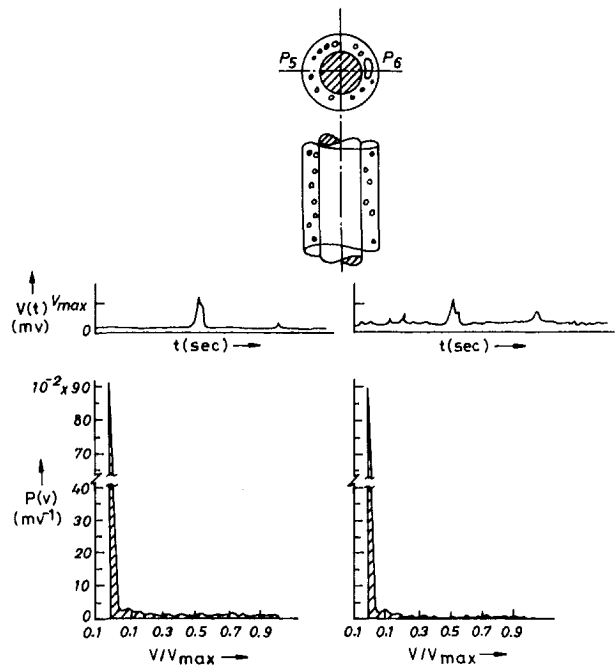 P5 P6
V(t) Vmax
(mv) 0
t(sec) t(sec)
10-2 x 90
80
70
P(v) 40
(mv-1) 30
20
10
0
0.1 0.1 0.3 0.5 0.7 0.9 0.1 0.1 0.3 0.5 0.7 0.9
V/Vmax V/Vmax